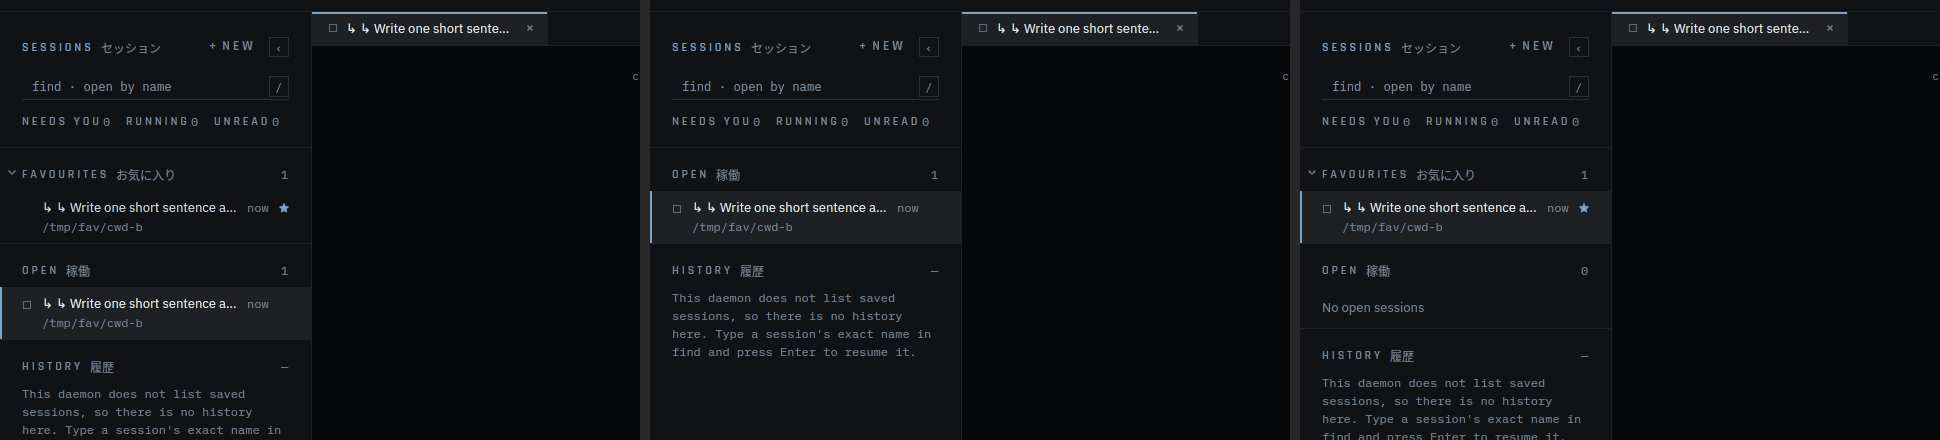 ↳ ↳ Write one short sente... ×
SESSIONS セッション + NEW ‹
c
find · open by name /
NEEDS YOU 0 RUNNING 0 UNREAD 0
FAVOURITES お気に入り 1
↳ ↳ Write one short sentence a... now ★
/tmp/fav/cwd-b
OPEN 稼働 1
↳ ↳ Write one short sentence a... now
/tmp/fav/cwd-b
HISTORY 履歴 —
This daemon does not list saved
sessions, so there is no history
here. Type a session's exact name in
↳ ↳ Write one short sente... ×
SESSIONS セッション + NEW ‹
c
find · open by name /
NEEDS YOU 0 RUNNING 0 UNREAD 0
OPEN 稼働 1
↳ ↳ Write one short sentence a... now
/tmp/fav/cwd-b
HISTORY 履歴 —
This daemon does not list saved
sessions, so there is no history
here. Type a session's exact name in
find and press Enter to resume it.
↳ ↳ Write one short sente... ×
SESSIONS セッション + NEW ‹
c
find · open by name /
NEEDS YOU 0 RUNNING 0 UNREAD 0
FAVOURITES お気に入り 1
↳ ↳ Write one short sentence a... now ★
/tmp/fav/cwd-b
OPEN 稼働 0
No open sessions
HISTORY 履歴 —
This daemon does not list saved
sessions, so there is no history
here. Type a session's exact name in
find and press Enter to resume it.